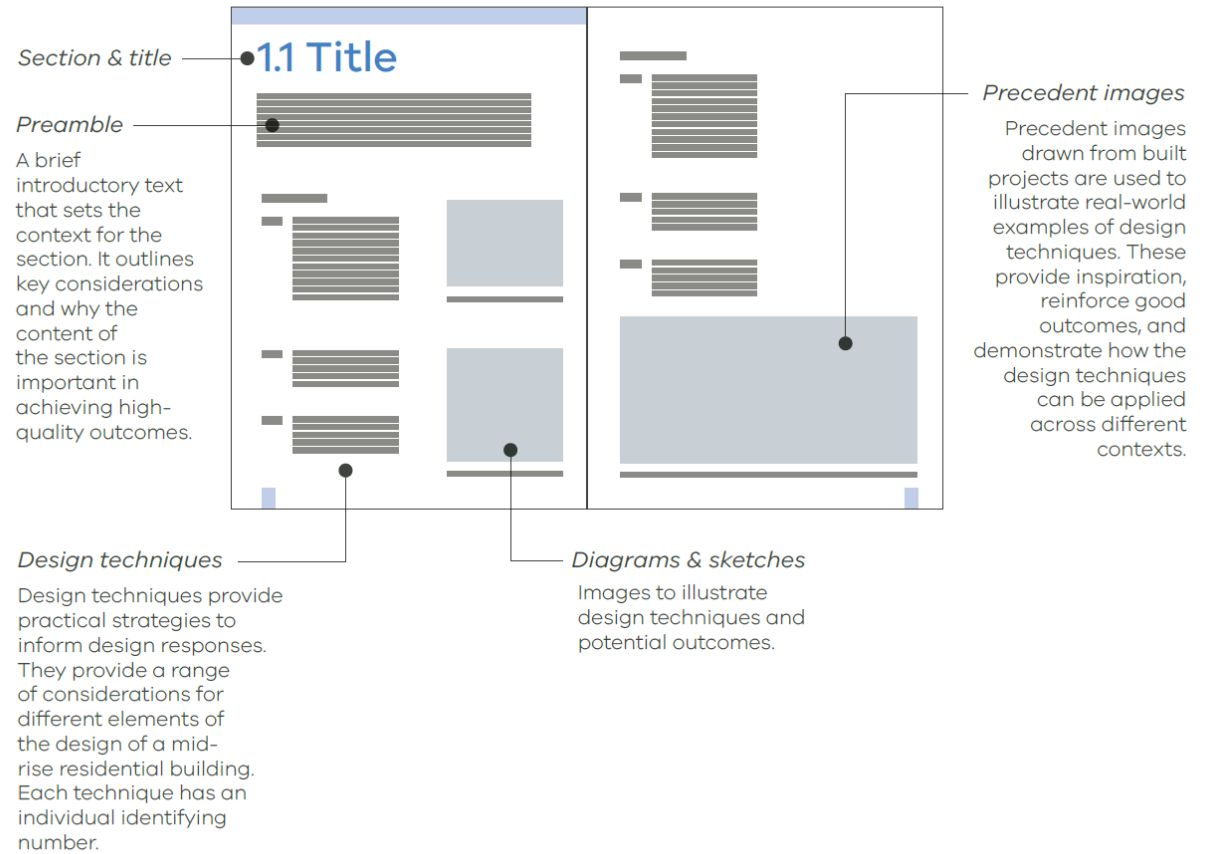 Section & title
1.1 Title
Preamble
A brief
introductory text
that sets the
context for the
section. It outlines
key considerations
and why the
content of
the section is
important in
achieving high-
quality outcomes.
Precedent images
Precedent images
drawn from built
projects are used to
illustrate real-world
examples of design
techniques. These
provide inspiration,
reinforce good
outcomes, and
demonstrate how the
design techniques
can be applied
across different
contexts.
Design techniques
Design techniques provide
practical strategies to
inform design responses.
They provide a range
of considerations for
different elements of
the design of a mid-
rise residential building.
Each technique has an
individual identifying
number.
Diagrams & sketches
Images to illustrate
design techniques and
potential outcomes.